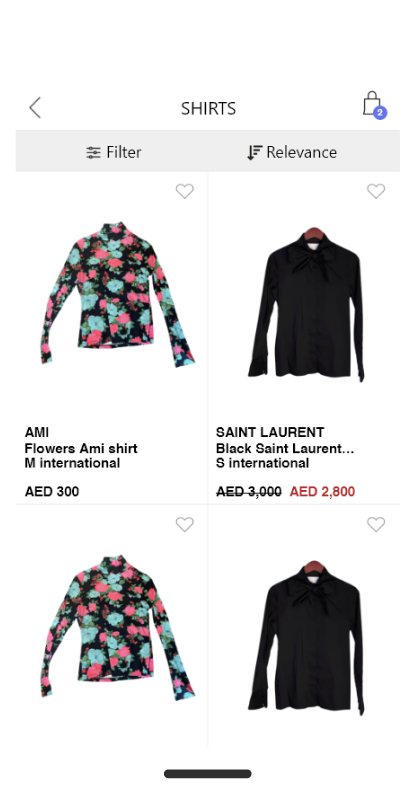 SHIRTS
2
Filter
Relevance
AMI
Flowers Ami shirt
M international
AED 300
SAINT LAURENT
Black Saint Laurent...
S international
AED 3,000 AED 2,800